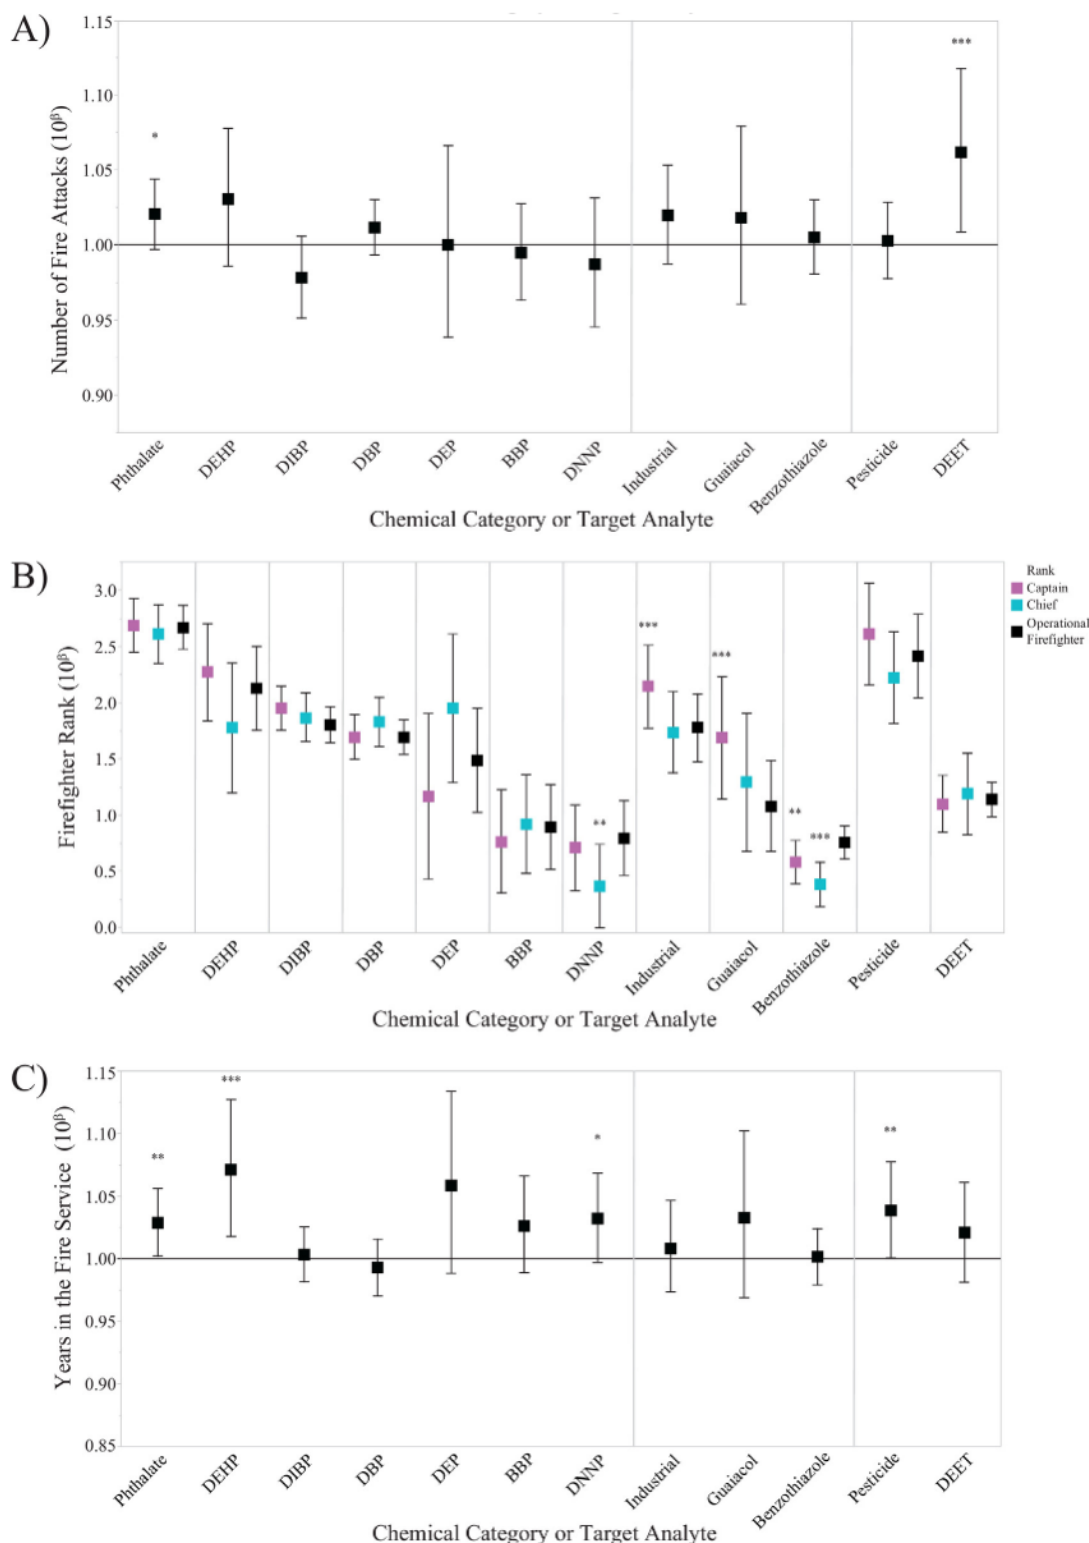 A)
1.15
***
1.10
*
1.05
1.00
0.95
0.90
Number of Fire Attacks (10^β)
Phthalate
DEHP
DIBP
DBP
DEP
BBP
DNNP
Industrial
Guaiacol
Benzothiazole
Pesticide
DEET
Chemical Category or Target Analyte
B)
3.0
2.5
2.0
1.5
1.0
0.5
0.0
Firefighter Rank (10^β)
***
***
**
**
***
Rank
Captain
Chief
Operational
Firefighter
Phthalate
DEHP
DIBP
DBP
DEP
BBP
DNNP
Industrial
Guaiacol
Benzothiazole
Pesticide
DEET
Chemical Category or Target Analyte
C)
1.15
1.10
1.05
1.00
0.95
0.90
0.85
Years in the Fire Service (10^β)
**
***
*
**
Phthalate
DEHP
DIBP
DBP
DEP
BBP
DNNP
Industrial
Guaiacol
Benzothiazole
Pesticide
DEET
Chemical Category or Target Analyte